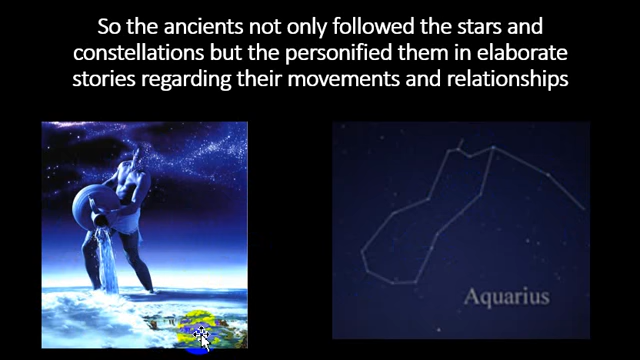 So the ancients not only followed the stars and
constellations but the personified them in elaborate
stories regarding their movements and relationships
Aquarius